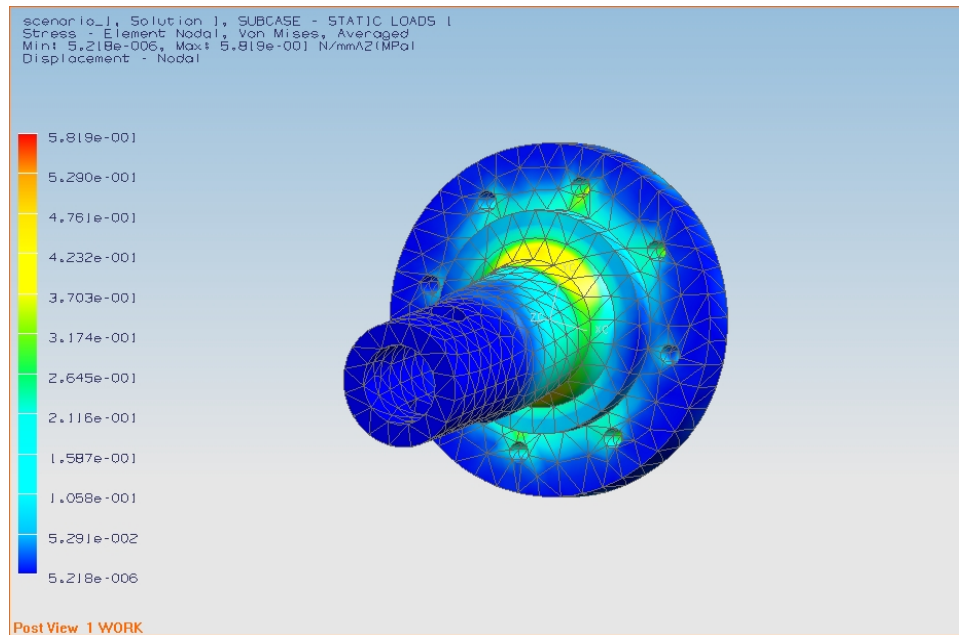 scenario_1, Solution 1, SUBCASE - STATIC LOADS 1
Stress - Element Nodal, Von Mises, Averaged
Min: 5.218e-006, Max: 5.819e-001 N/mm^2(MPa)
Displacement - Nodal
5.819e-001
5.290e-001
4.761e-001
4.232e-001
3.703e-001
3.174e-001
2.645e-001
2.116e-001
1.587e-001
1.058e-001
5.291e-002
5.218e-006
Post View 1 WORK